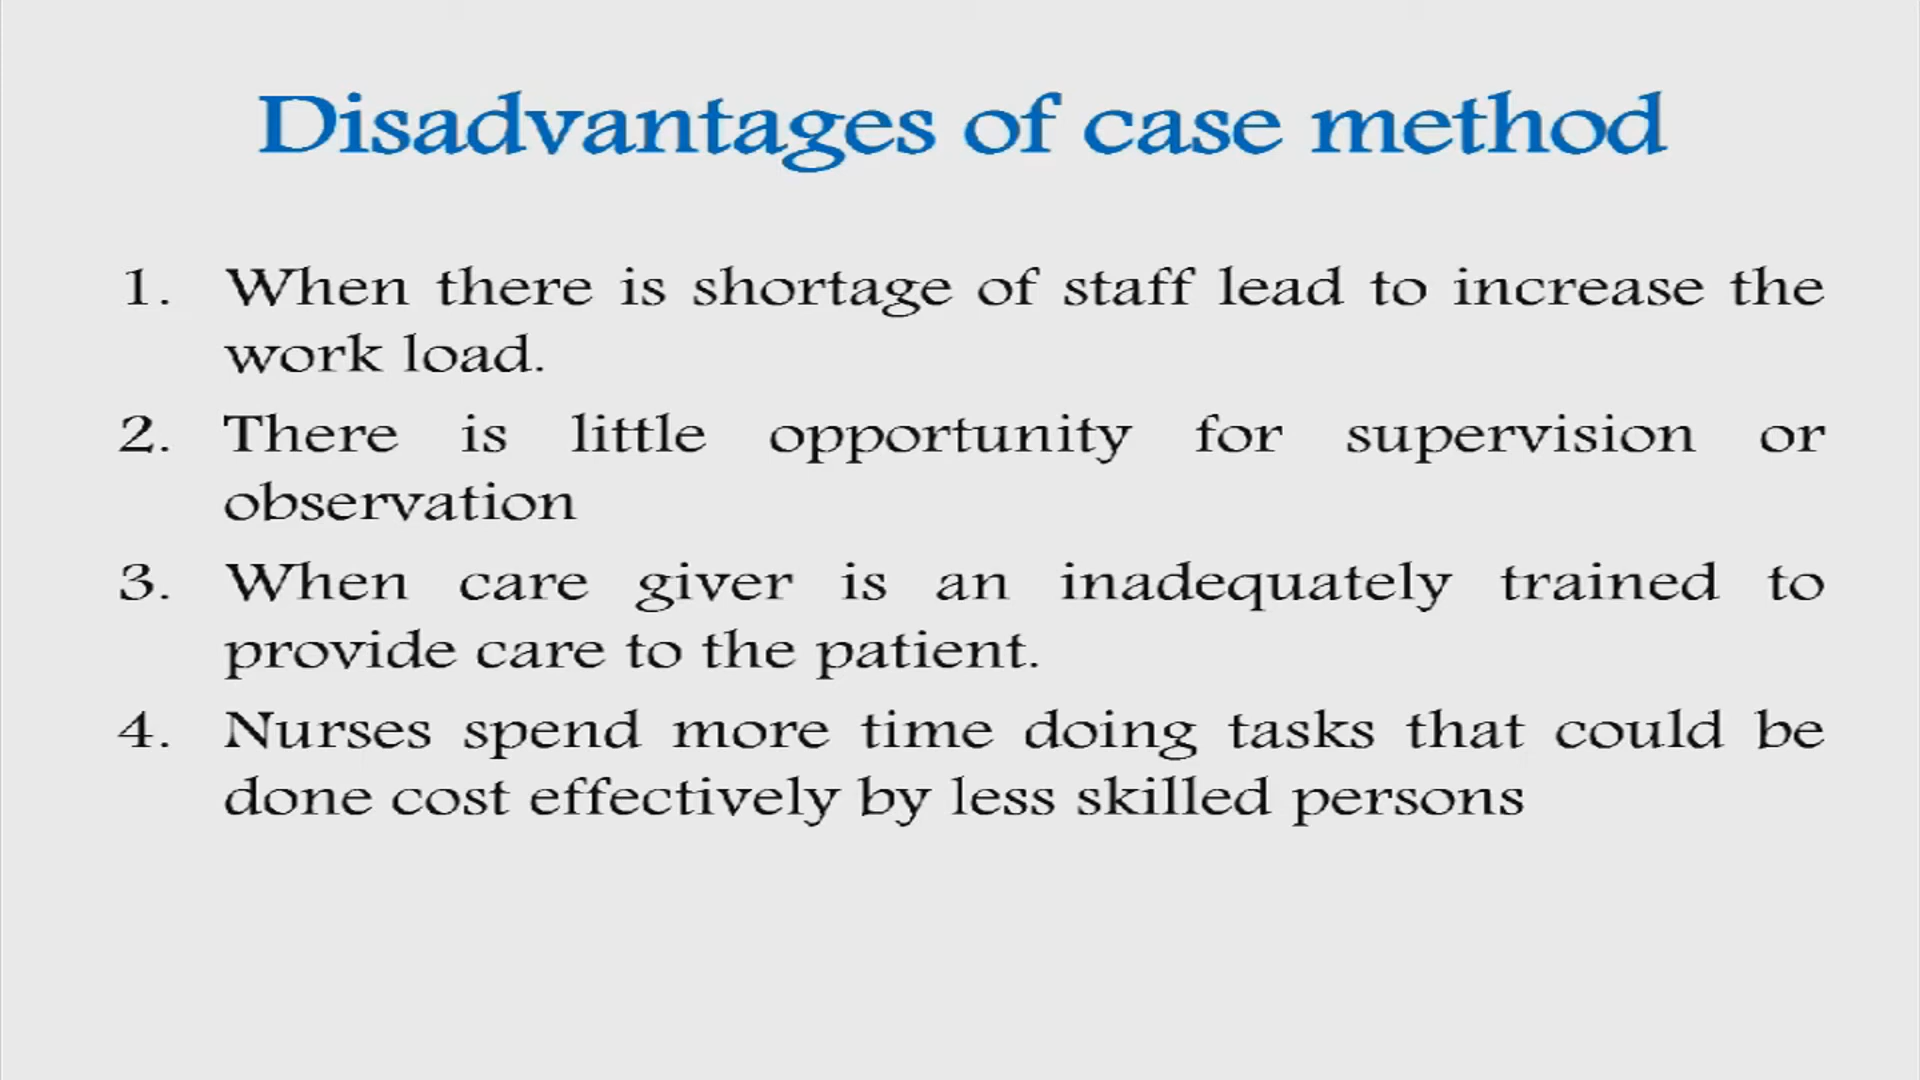 Disadvantages of case method
1. When there is shortage of staff lead to increase the
work load.
2. There is little opportunity for supervision or
observation
3. When care giver is an inadequately trained to
provide care to the patient.
4. Nurses spend more time doing tasks that could be
done cost effectively by less skilled persons